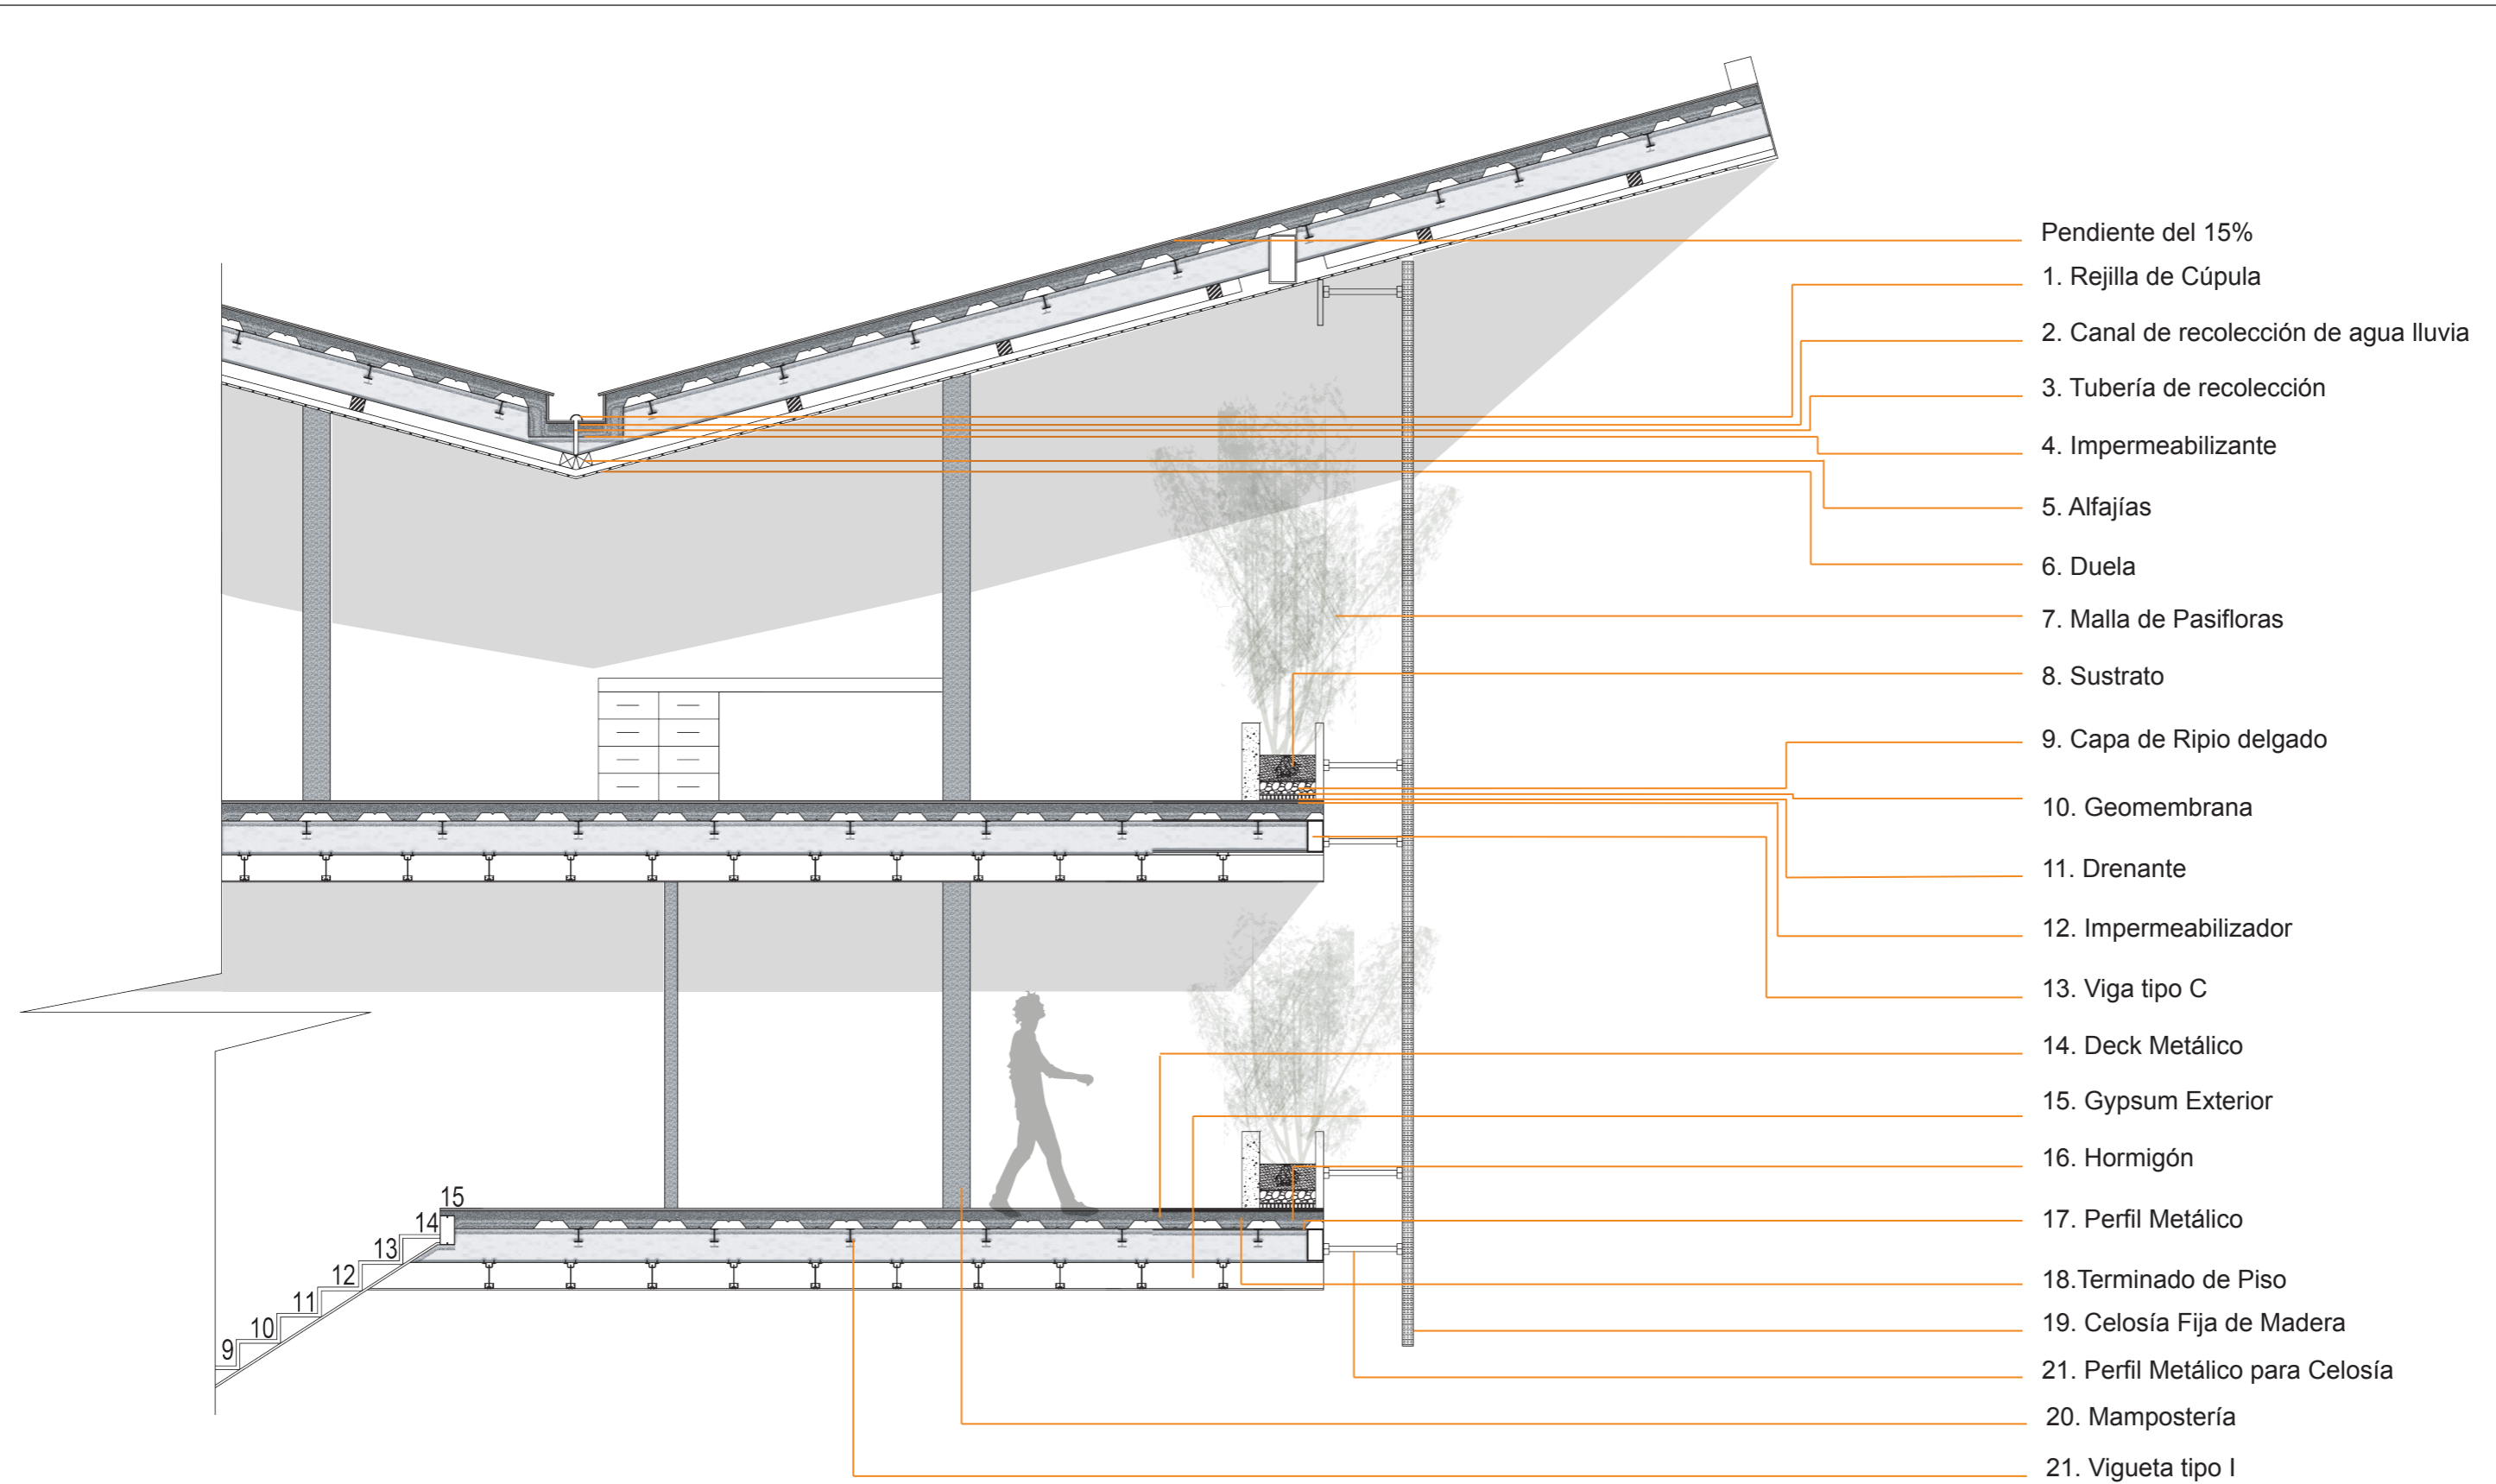 Pendiente del 15%
1. Rejilla de Cúpula
2. Canal de recolección de agua lluvia
3. Tubería de recolección
4. Impermeabilizante
5. Alfajías
6. Duela
7. Malla de Pasifloras
8. Sustrato
9. Capa de Ripio delgado
10. Geomembrana
11. Drenante
12. Impermeabilizador
13. Viga tipo C
14. Deck Metálico
15. Gypsum Exterior
16. Hormigón
17. Perfil Metálico
18.Terminado de Piso
19. Celosía Fija de Madera
21. Perfil Metálico para Celosía
20. Mampostería
21. Vigueta tipo I
15
14
13
12
11
10
9